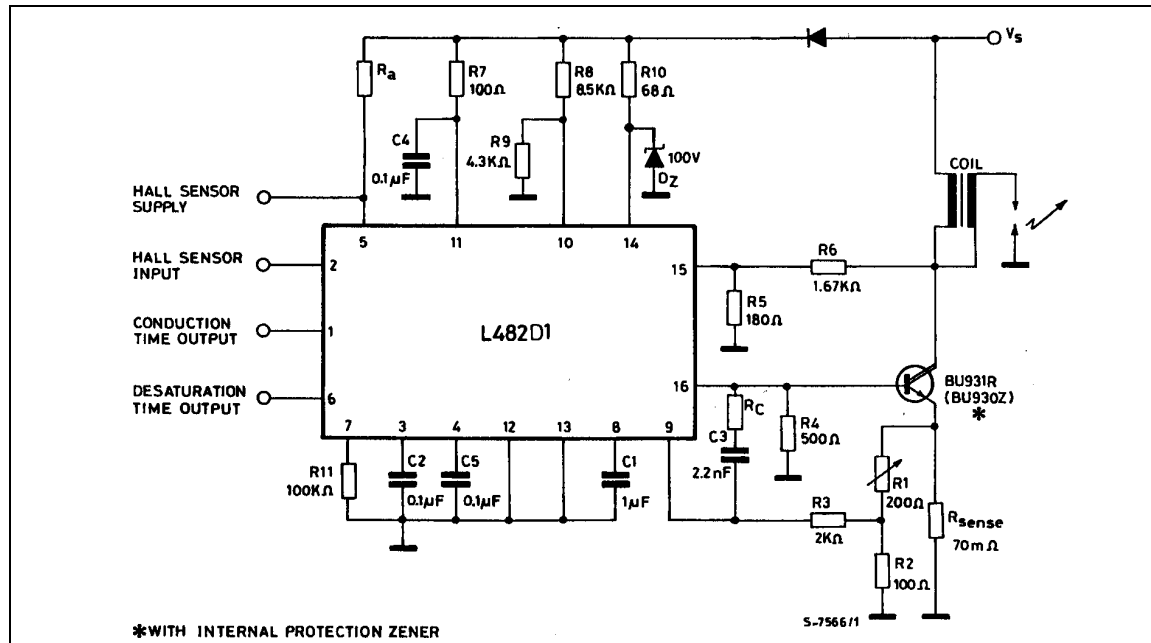 Vs
Ra
R7
100Ω
R8
8.5KΩ
R10
68Ω
C4
0.1µF
R9
4.3KΩ
100V
DZ
COIL
HALL SENSOR
SUPPLY
5
11
10
14
HALL SENSOR
INPUT
2
15
R6
1.67KΩ
R5
180Ω
CONDUCTION
TIME OUTPUT
1
L482D1
DESATURATION
TIME OUTPUT
6
16
BU931R
(BU930Z)
*
RC
C3
2.2nF
R4
500Ω
7
3
4
12
13
8
9
R11
100KΩ
C2
0.1µF
C5
0.1µF
C1
1µF
R1
200Ω
R3
2KΩ
Rsense
70mΩ
R2
100Ω
S-7566/1
*WITH INTERNAL PROTECTION ZENER